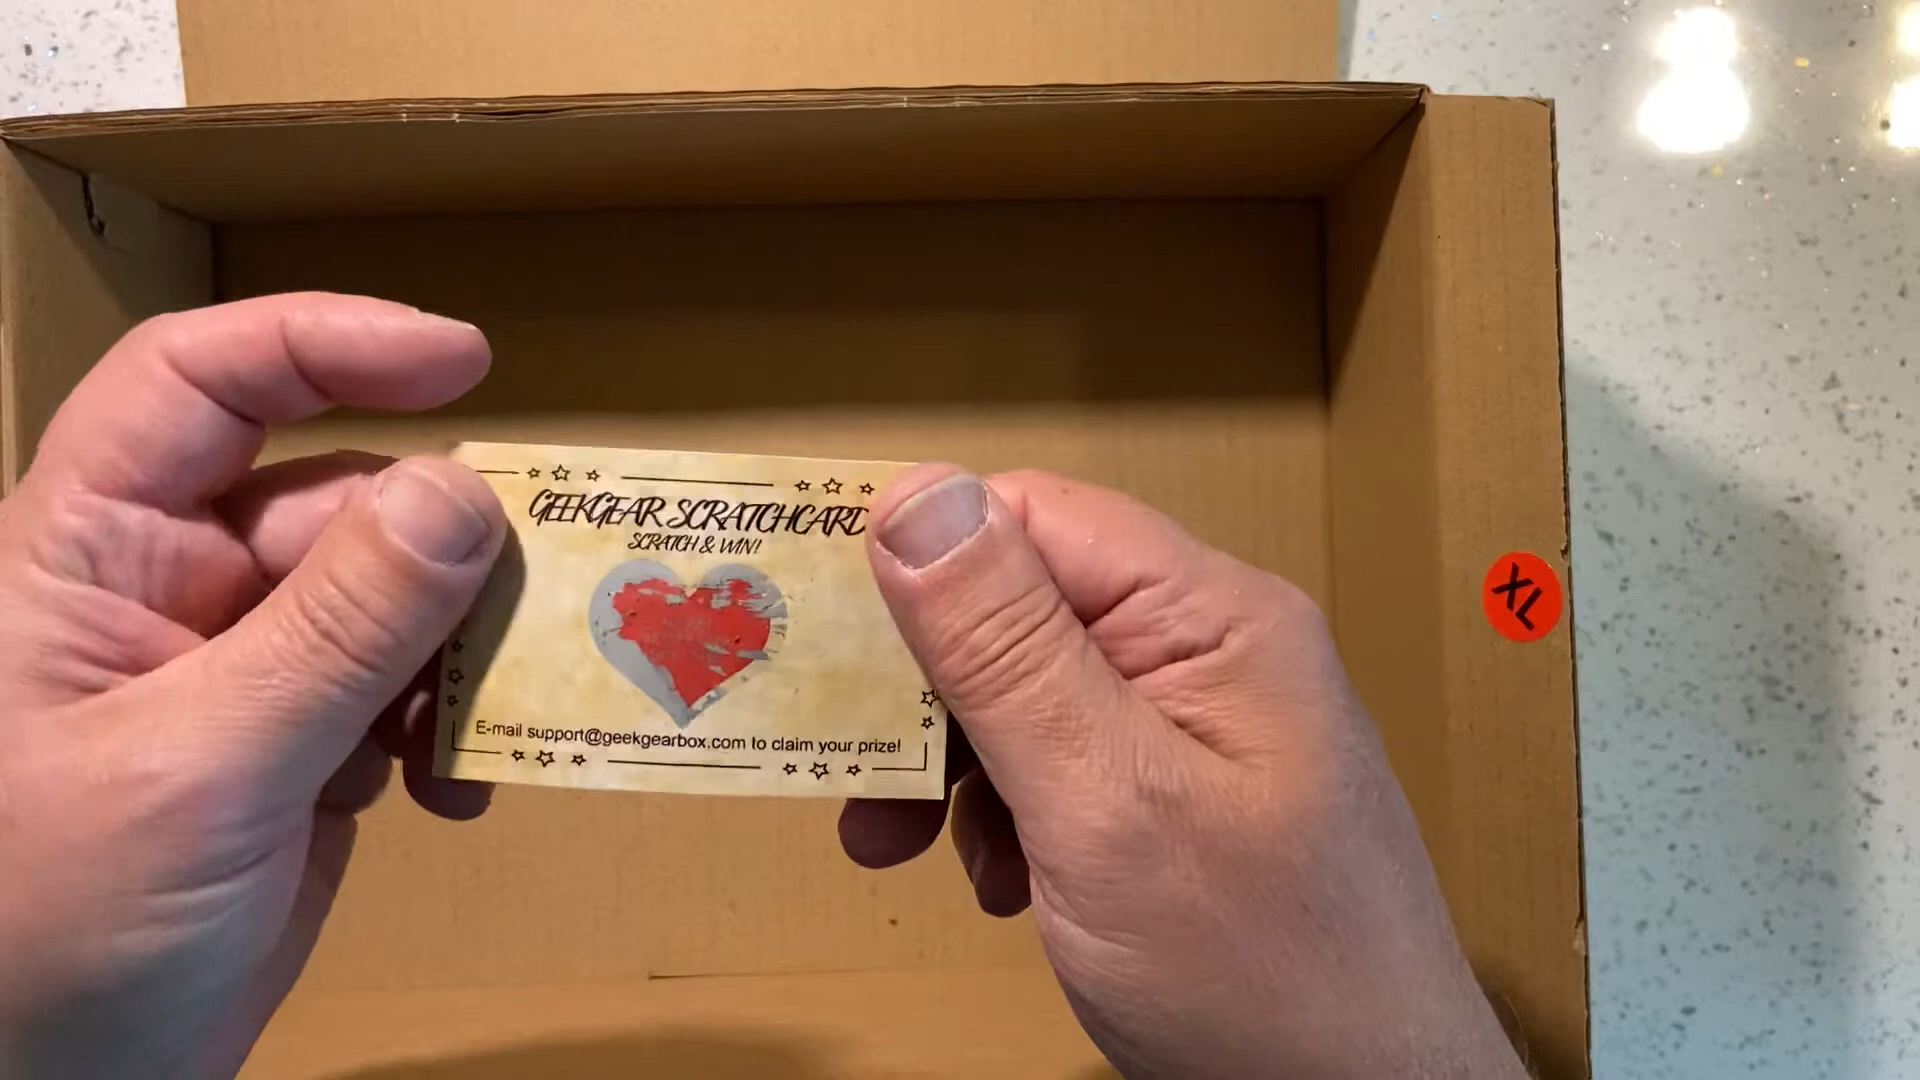 GEEKGEAR SCRATCHCARD
SCRATCH & WIN!
E-mail support@geekgearbox.com to claim your prize!
XL